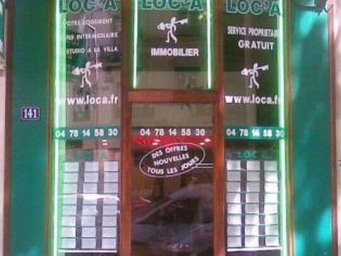 LOC'A
LOC'A
LOC'A
VOTRE LOGEMENT
SANS INTERMEDIAIRE
STUDIO A LA VILLA
IMMOBILIER
SERVICE PROPRIETAIRE
GRATUIT
www.loca.fr
www.loca.fr
141
04 78 14 58 30
04 78 14 58 30
04 78 14 58 30
DES OFFRES
NOUVELLES
TOUS LES JOURS
LOC'A